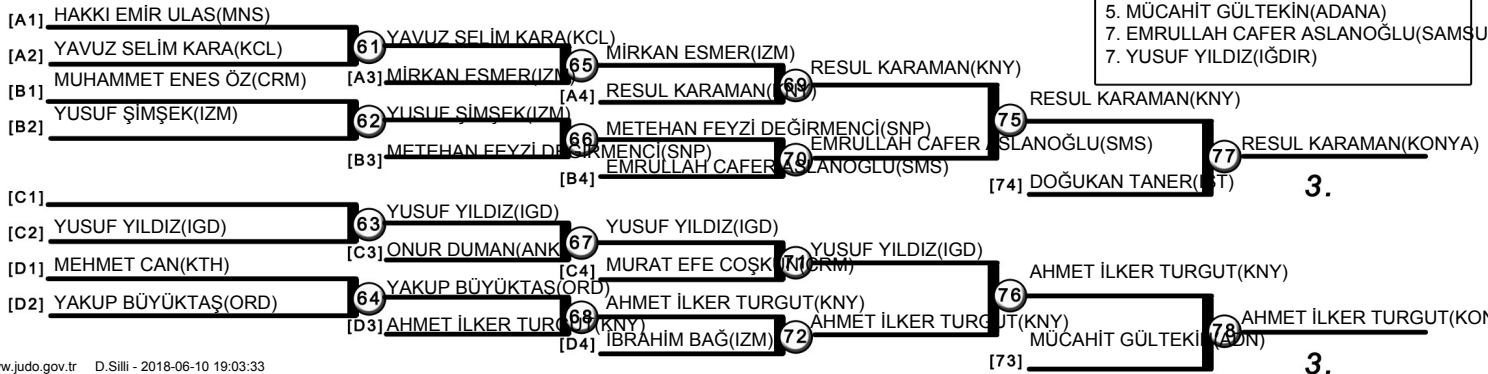 5. MÜCAHİT GÜLTEKİN(ADANA)
7. EMRULLAH CAFER ASLANOĞLU(SAMSU
7. YUSUF YILDIZ(IĞDIR)
[A1] HAKKI EMİR ULAS(MNS)
[A2] YAVUZ SELİM KARA(KCL)
61 YAVUZ SELİM KARA(KCL)
[A3] MİRKAN ESMER(IZM)
65 MİRKAN ESMER(IZM)
[A4] RESUL KARAMAN(KNY)
69 RESUL KARAMAN(KNY)
[B1] MUHAMMET ENES ÖZ(CRM)
[B2] YUSUF ŞİMŞEK(IZM)
62 YUSUF ŞİMŞEK(IZM)
[B3] METEHAN FEYZİ DEĞİRMENCİ(SNP)
66 METEHAN FEYZİ DEĞİRMENCİ(SNP)
[B4] EMRULLAH CAFER ASLANOĞLU(SMS)
70 EMRULLAH CAFER ASLANOĞLU(SMS)
75 RESUL KARAMAN(KNY)
[74] DOĞUKAN TANER(IST)
77 RESUL KARAMAN(KONYA)
3.
[C1]
[C2] YUSUF YILDIZ(IGD)
63 YUSUF YILDIZ(IGD)
[C3] ONUR DUMAN(ANK)
67 YUSUF YILDIZ(IGD)
[C4] MURAT EFE COŞKUN(CRM)
71 YUSUF YILDIZ(IGD)
[D1] MEHMET CAN(KTH)
[D2] YAKUP BÜYÜKTAŞ(ORD)
64 YAKUP BÜYÜKTAŞ(ORD)
[D3] AHMET İLKER TURGUT(KNY)
68 AHMET İLKER TURGUT(KNY)
[D4] İBRAHİM BAĞ(IZM)
72 AHMET İLKER TURGUT(KNY)
76 AHMET İLKER TURGUT(KNY)
[73] MÜCAHİT GÜLTEKİN(ADN)
78 AHMET İLKER TURGUT(KON
3.
w.judo.gov.tr D.Silli - 2018-06-10 19:03:33